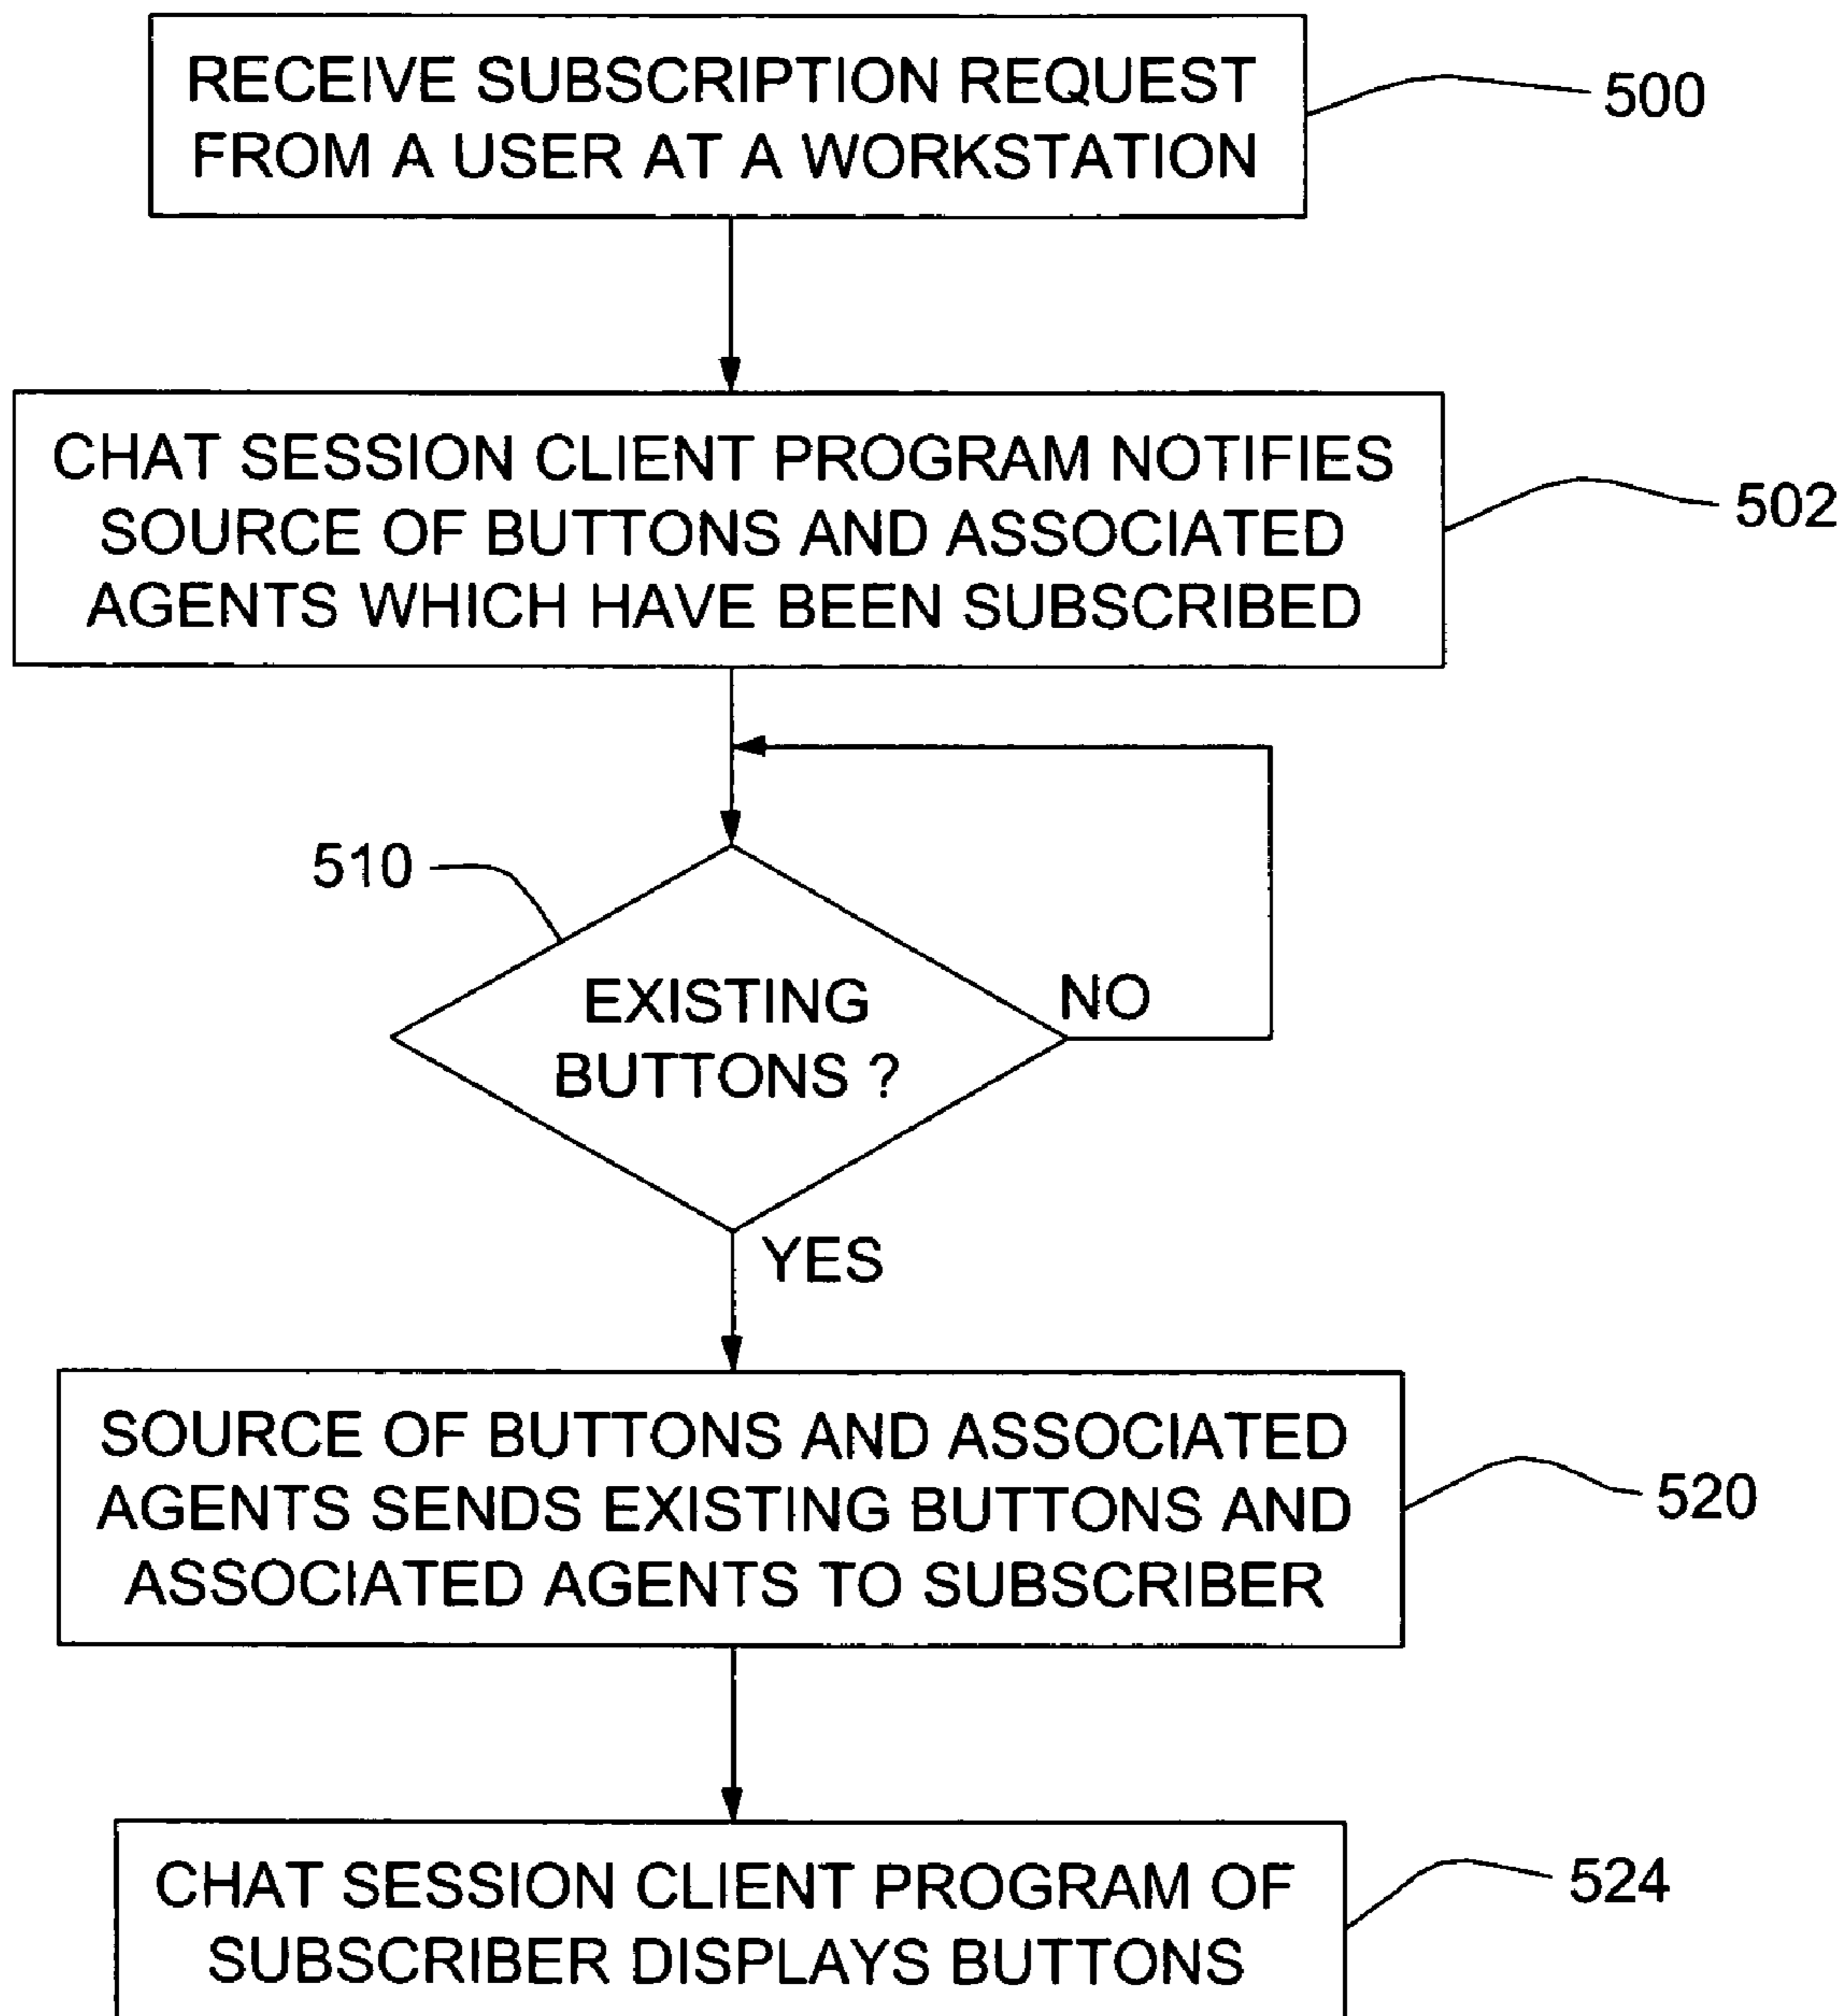 RECEIVE SUBSCRIPTION REQUEST
FROM A USER AT A WORKSTATION
500
CHAT SESSION CLIENT PROGRAM NOTIFIES
SOURCE OF BUTTONS AND ASSOCIATED
AGENTS WHICH HAVE BEEN SUBSCRIBED
502
510
EXISTING
BUTTONS ?
NO
YES
SOURCE OF BUTTONS AND ASSOCIATED
AGENTS SENDS EXISTING BUTTONS AND
ASSOCIATED AGENTS TO SUBSCRIBER
520
CHAT SESSION CLIENT PROGRAM OF
SUBSCRIBER DISPLAYS BUTTONS
524